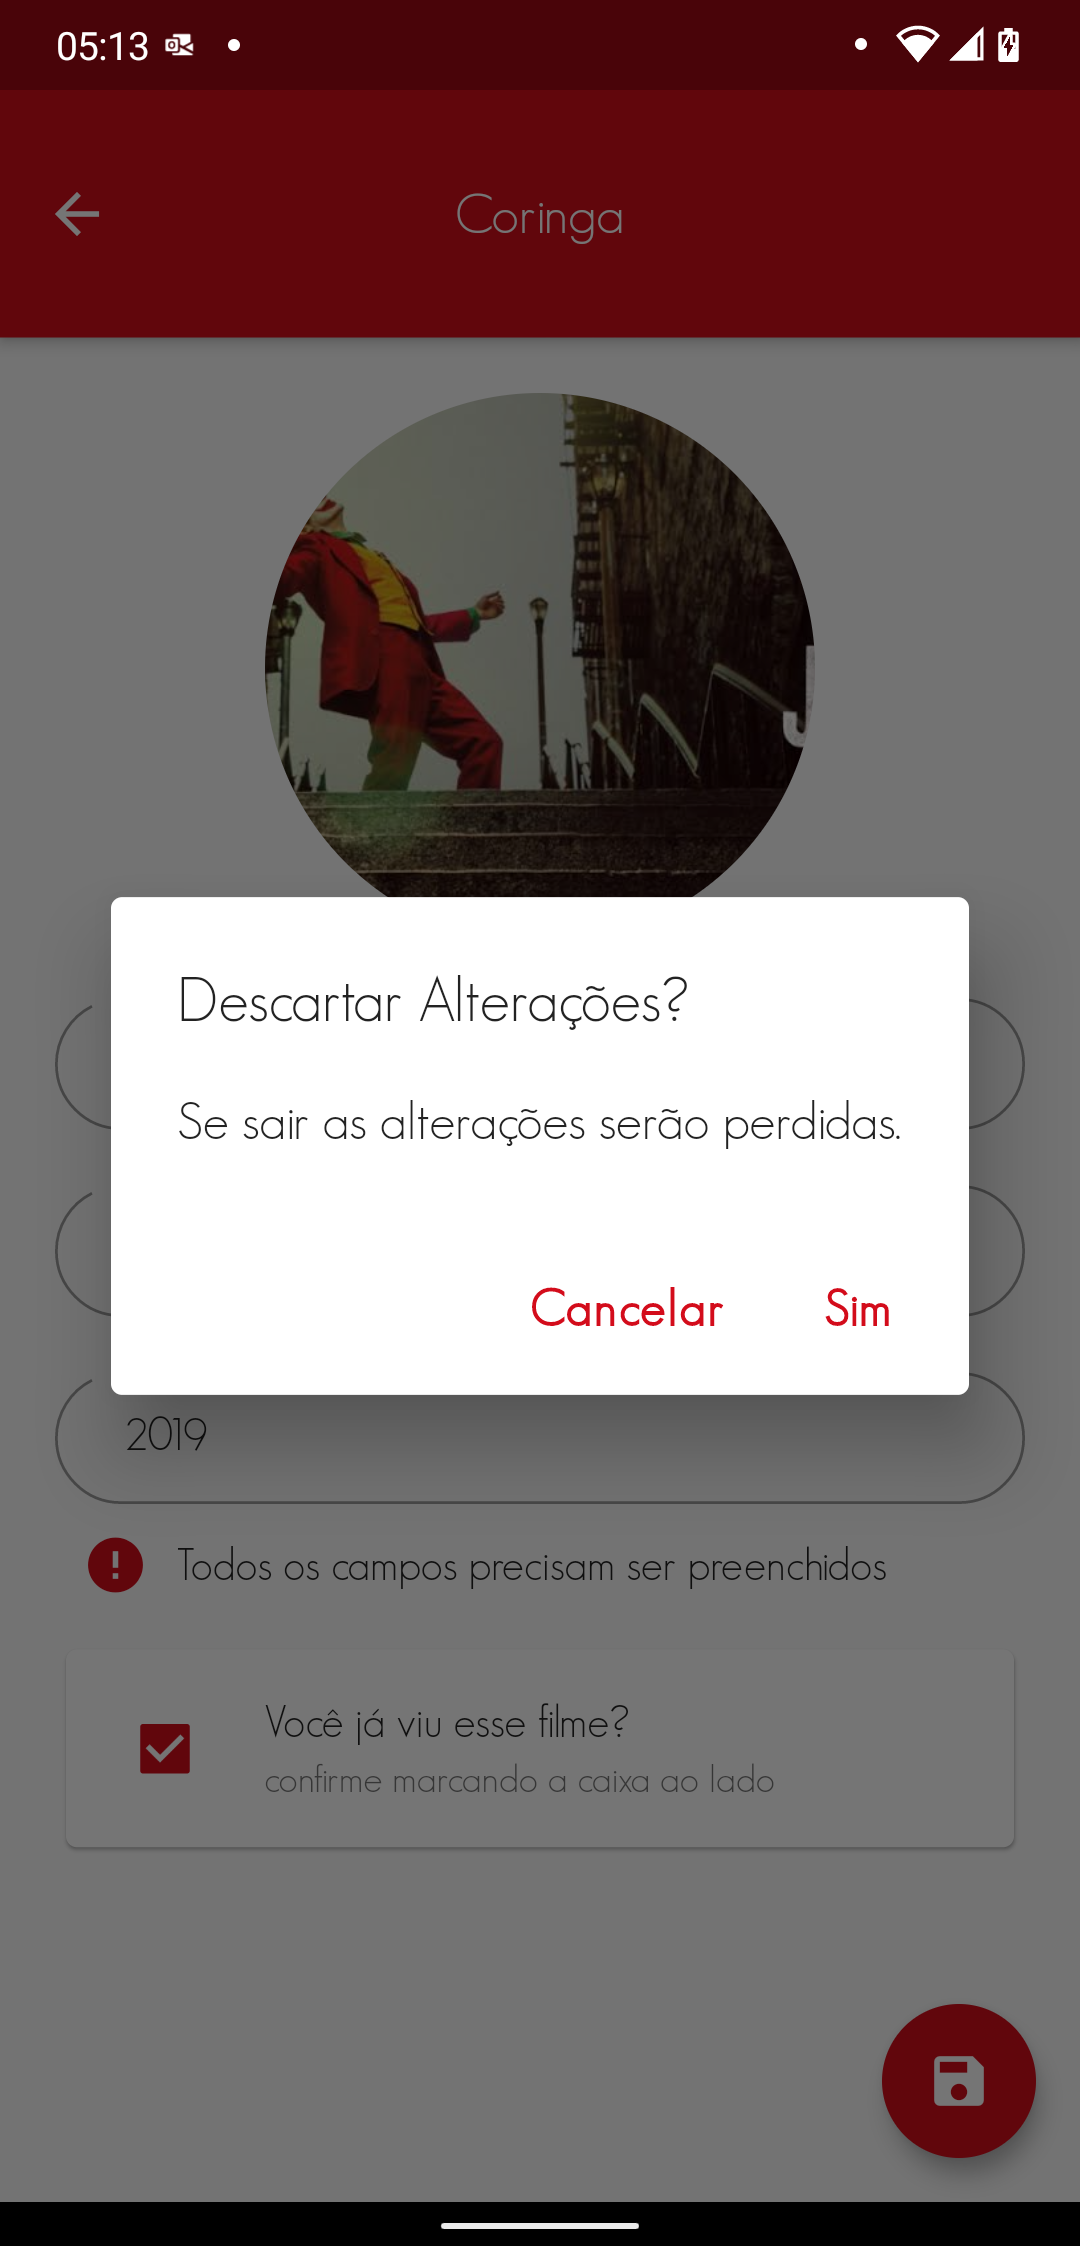 05:13
Coringa
J
Descartar Alterações?
Se sair as alterações serão perdidas.
Cancelar
Sim
2019
Todos os campos precisam ser preenchidos
Você já viu esse filme?
confirme marcando a caixa ao lado